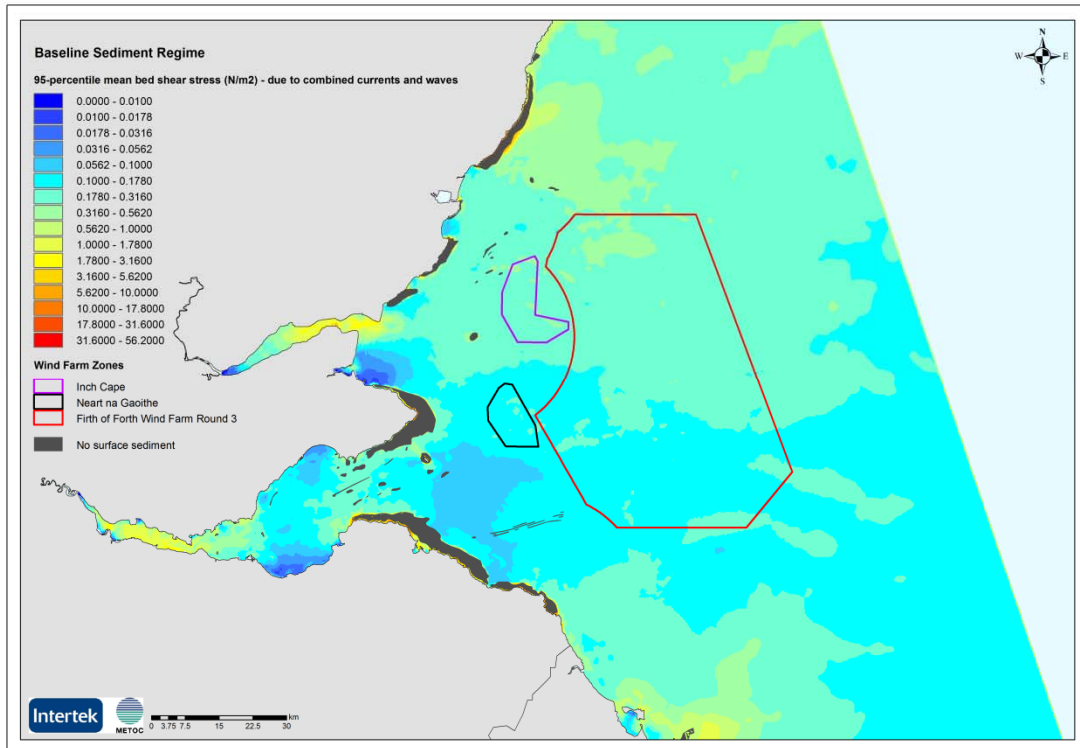 Baseline Sediment Regime
95-percentile mean bed shear stress (N/m2) - due to combined currents and waves
0.0000 - 0.0100
0.0100 - 0.0178
0.0178 - 0.0316
0.0316 - 0.0562
0.0562 - 0.1000
0.1000 - 0.1780
0.1780 - 0.3160
0.3160 - 0.5620
0.5620 - 1.0000
1.0000 - 1.7800
1.7800 - 3.1600
3.1600 - 5.6200
5.6200 - 10.0000
10.0000 - 17.8000
17.8000 - 31.6000
31.6000 - 56.2000
Wind Farm Zones
Inch Cape
Neart na Gaoithe
Firth of Forth Wind Farm Round 3
No surface sediment
N
W E
S
Intertek
METOC
km
0 3.75 7.5 15 22.5 30